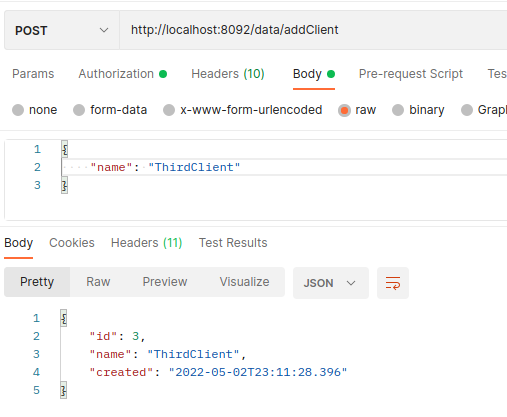 POST http://localhost:8092/data/addClient
Params Authorization Headers (10) Body Pre-request Script Tes
none form-data x-www-form-urlencoded raw binary Grap
1 {
2 "name": "ThirdClient"
3 }
Body Cookies Headers (11) Test Results
Pretty Raw Preview Visualize JSON
1 {
2 "id": 3,
3 "name": "ThirdClient",
4 "created": "2022-05-02T23:11:28.396"
5 }